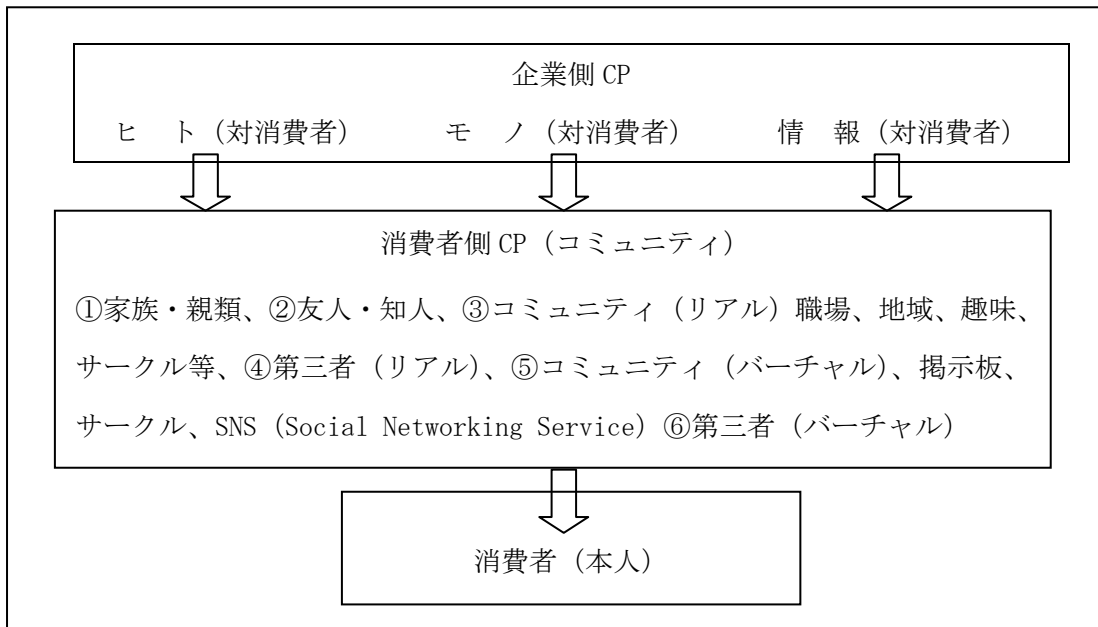 企業側 CP
ヒ　ト（対消費者）　モ　ノ（対消費者）　情　報（対消費者）
消費者側 CP（コミュニティ）
①家族・親類、②友人・知人、③コミュニティ（リアル）職場、地域、趣味、
サークル等、④第三者（リアル）、⑤コミュニティ（バーチャル）、掲示板、
サークル、SNS（Social Networking Service）⑥第三者（バーチャル）
消費者（本人）